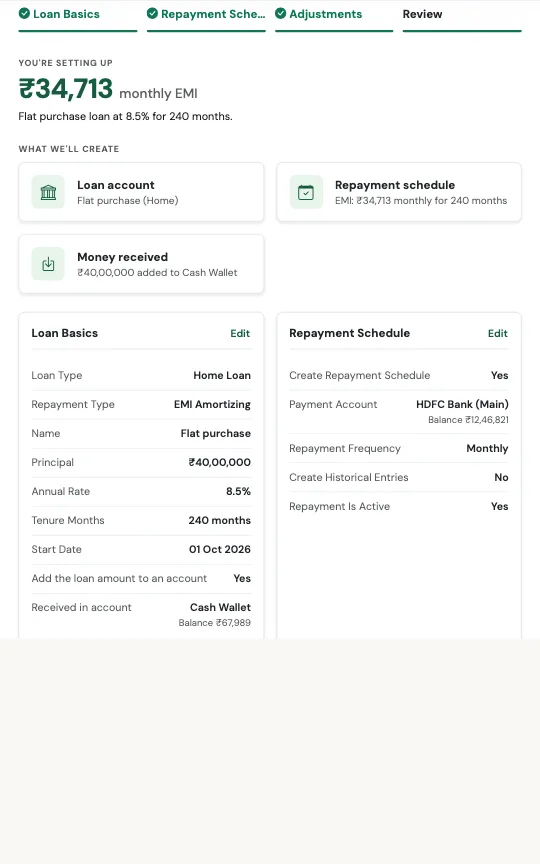 Loan Basics
Repayment Sche...
Adjustments
Review
YOU'RE SETTING UP
₹34,713 monthly EMI
Flat purchase loan at 8.5% for 240 months.
WHAT WE'LL CREATE
Loan account
Flat purchase (Home)
Repayment schedule
EMI: ₹34,713 monthly for 240 months
Money received
₹40,00,000 added to Cash Wallet
Loan Basics Edit
Loan Type Home Loan
Repayment Type EMI Amortizing
Name Flat purchase
Principal ₹40,00,000
Annual Rate 8.5%
Tenure Months 240 months
Start Date 01 Oct 2026
Add the loan amount to an account Yes
Received in account Cash Wallet
Balance ₹67,989
Repayment Schedule Edit
Create Repayment Schedule Yes
Payment Account HDFC Bank (Main)
Balance ₹12,46,821
Repayment Frequency Monthly
Create Historical Entries No
Repayment Is Active Yes